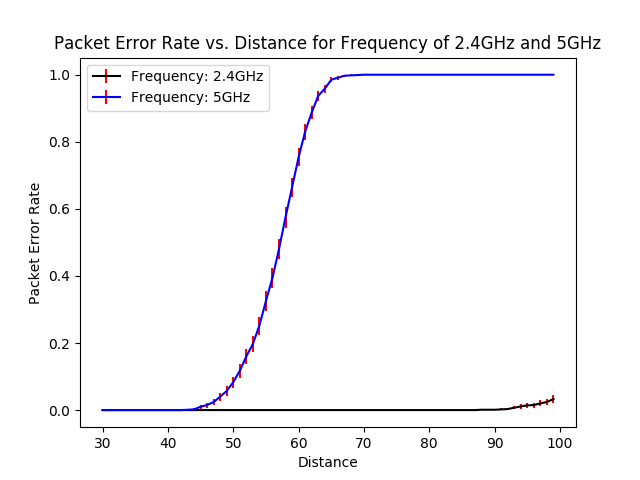 Packet Error Rate vs. Distance for Frequency of 2.4GHz and 5GHz
Frequency: 2.4GHz
Frequency: 5GHz
1.0
0.8
0.6
0.4
0.2
0.0
Packet Error Rate
30 40 50 60 70 80 90 100
Distance